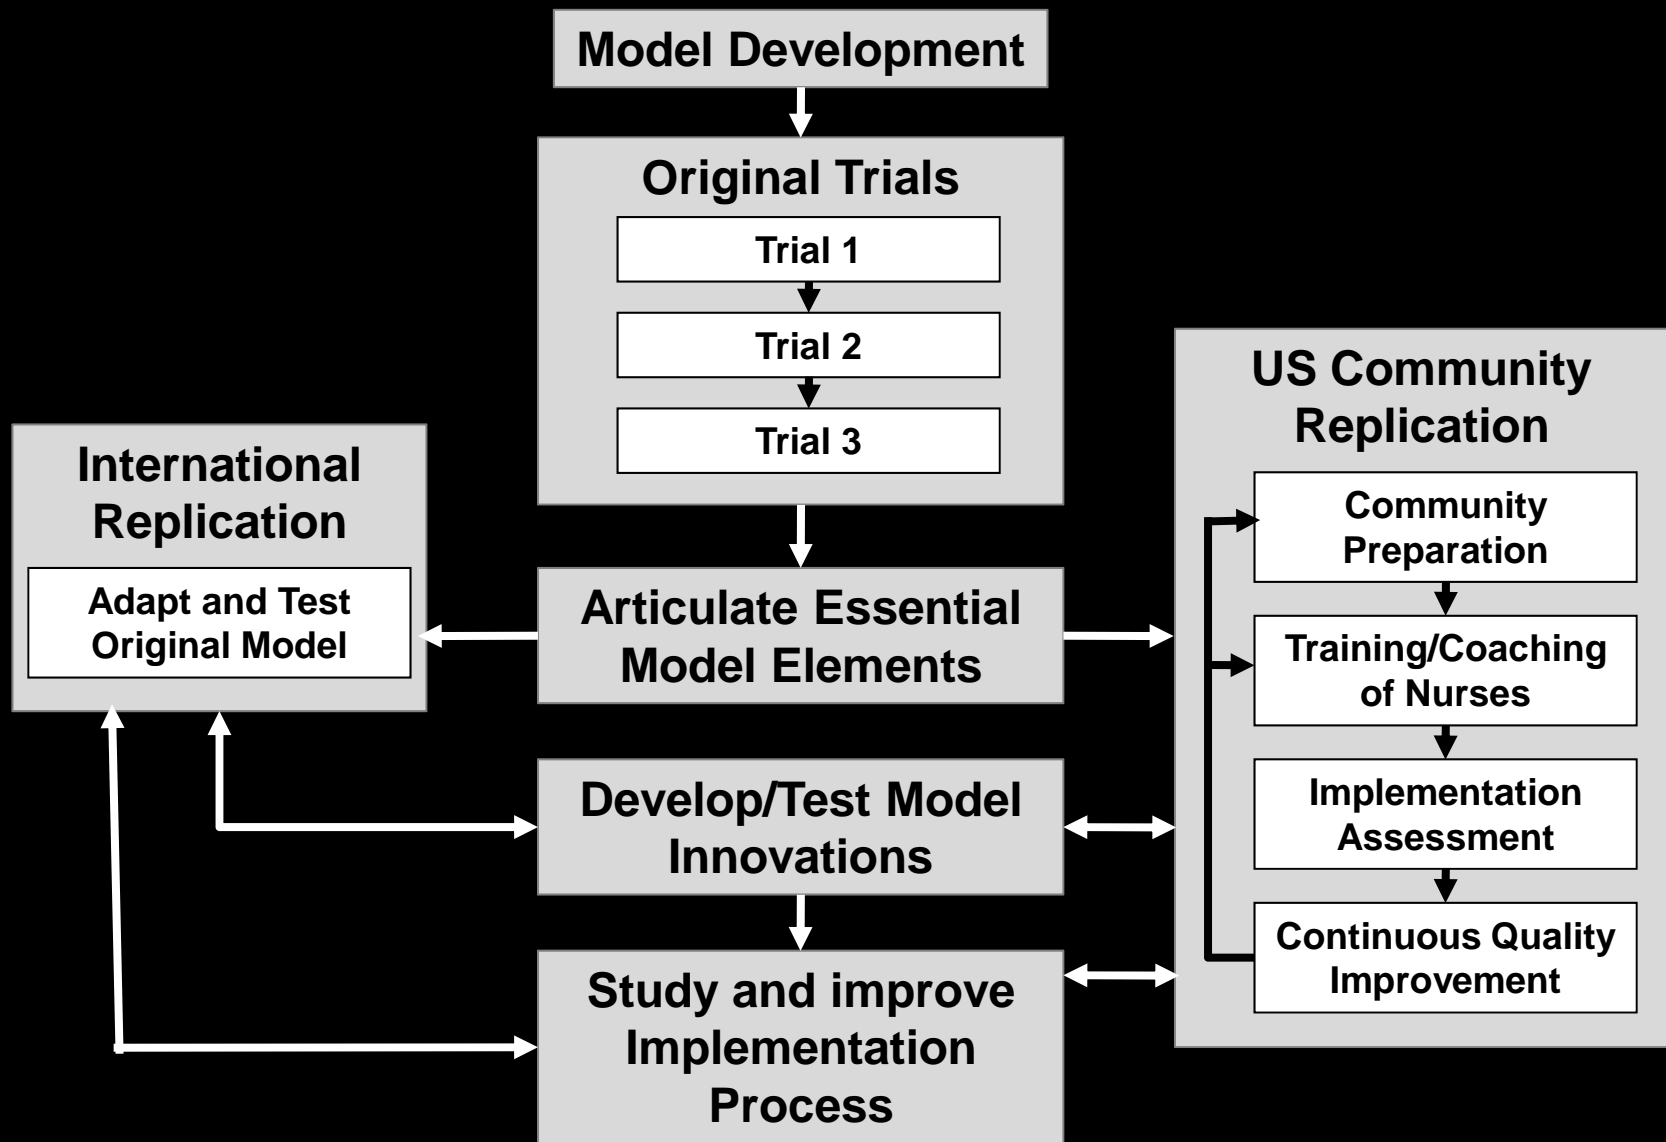 Model Development
Original Trials
Trial 1
Trial 2
Trial 3
International
Replication
Adapt and Test
Original Model
Articulate Essential
Model Elements
Develop/Test Model
Innovations
Study and improve
Implementation
Process
US Community
Replication
Community
Preparation
Training/Coaching
of Nurses
Implementation
Assessment
Continuous Quality
Improvement